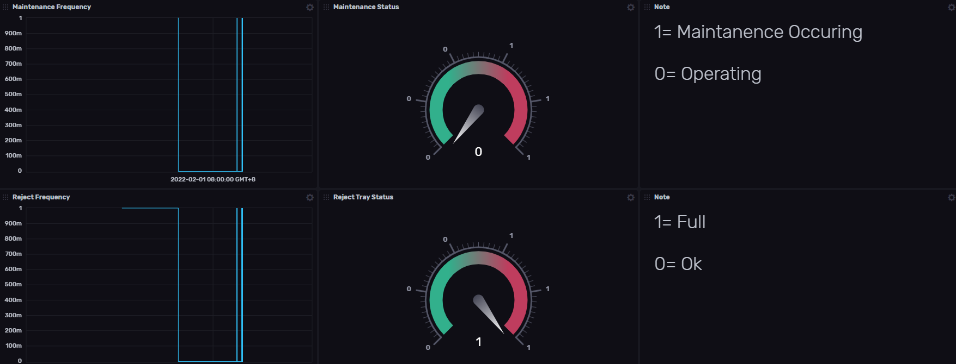 Maintenance Frequency
1
900m
800m
700m
600m
500m
400m
300m
200m
100m
0
2022-02-01 08:00:00 GMT+8
Maintenance Status
0
0
0
1
1
1
0
Note
1= Maintanence Occuring
0= Operating
Reject Frequency
1
900m
800m
700m
600m
500m
400m
300m
200m
100m
0
Reject Tray Status
0
0
0
1
1
1
1
Note
1= Full
0= Ok